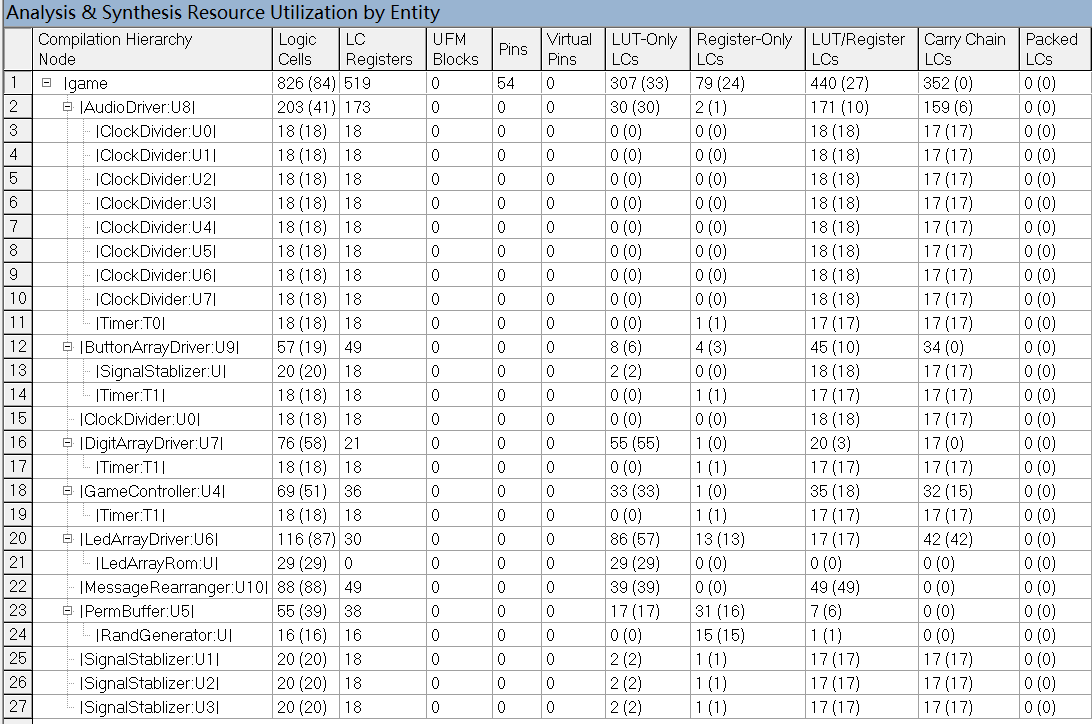 Analysis & Synthesis Resource Utilization by Entity
Compilation Hierarchy Node Logic Cells LC Registers UFM Blocks Pins Virtual Pins LUT-Only LCs Register-Only LCs LUT/Register LCs Carry Chain LCs Packed LCs
1 |game 826 (84) 519 0 54 0 307 (33) 79 (24) 440 (27) 352 (0) 0 (0)
2 |AudioDriver:U8| 203 (41) 173 0 0 0 30 (30) 2 (1) 171 (10) 159 (6) 0 (0)
3 |ClockDivider:U0| 18 (18) 18 0 0 0 0 (0) 0 (0) 18 (18) 17 (17) 0 (0)
4 |ClockDivider:U1| 18 (18) 18 0 0 0 0 (0) 0 (0) 18 (18) 17 (17) 0 (0)
5 |ClockDivider:U2| 18 (18) 18 0 0 0 0 (0) 0 (0) 18 (18) 17 (17) 0 (0)
6 |ClockDivider:U3| 18 (18) 18 0 0 0 0 (0) 0 (0) 18 (18) 17 (17) 0 (0)
7 |ClockDivider:U4| 18 (18) 18 0 0 0 0 (0) 0 (0) 18 (18) 17 (17) 0 (0)
8 |ClockDivider:U5| 18 (18) 18 0 0 0 0 (0) 0 (0) 18 (18) 17 (17) 0 (0)
9 |ClockDivider:U6| 18 (18) 18 0 0 0 0 (0) 0 (0) 18 (18) 17 (17) 0 (0)
10 |ClockDivider:U7| 18 (18) 18 0 0 0 0 (0) 0 (0) 18 (18) 17 (17) 0 (0)
11 |Timer:T0| 18 (18) 18 0 0 0 0 (0) 1 (1) 17 (17) 17 (17) 0 (0)
12 |ButtonArrayDriver:U9| 57 (19) 49 0 0 0 8 (6) 4 (3) 45 (10) 34 (0) 0 (0)
13 |SignalStablizer:U| 20 (20) 18 0 0 0 2 (2) 0 (0) 18 (18) 17 (17) 0 (0)
14 |Timer:T1| 18 (18) 18 0 0 0 0 (0) 1 (1) 17 (17) 17 (17) 0 (0)
15 |ClockDivider:U0| 18 (18) 18 0 0 0 0 (0) 0 (0) 18 (18) 17 (17) 0 (0)
16 |DigitArrayDriver:U7| 76 (58) 21 0 0 0 55 (55) 1 (0) 20 (3) 17 (0) 0 (0)
17 |Timer:T1| 18 (18) 18 0 0 0 0 (0) 1 (1) 17 (17) 17 (17) 0 (0)
18 |GameController:U4| 69 (51) 36 0 0 0 33 (33) 1 (0) 35 (18) 32 (15) 0 (0)
19 |Timer:T1| 18 (18) 18 0 0 0 0 (0) 1 (1) 17 (17) 17 (17) 0 (0)
20 |LedArrayDriver:U6| 116 (87) 30 0 0 0 86 (57) 13 (13) 17 (17) 42 (42) 0 (0)
21 |LedArrayRom:U| 29 (29) 0 0 0 0 29 (29) 0 (0) 0 (0) 0 (0) 0 (0)
22 |MessageRearranger:U10| 88 (88) 49 0 0 0 39 (39) 0 (0) 49 (49) 0 (0) 0 (0)
23 |PermBuffer:U5| 55 (39) 38 0 0 0 17 (17) 31 (16) 7 (6) 0 (0) 0 (0)
24 |RandGenerator:U| 16 (16) 16 0 0 0 0 (0) 15 (15) 1 (1) 0 (0) 0 (0)
25 |SignalStablizer:U1| 20 (20) 18 0 0 0 2 (2) 1 (1) 17 (17) 17 (17) 0 (0)
26 |SignalStablizer:U2| 20 (20) 18 0 0 0 2 (2) 1 (1) 17 (17) 17 (17) 0 (0)
27 |SignalStablizer:U3| 20 (20) 18 0 0 0 2 (2) 1 (1) 17 (17) 17 (17) 0 (0)